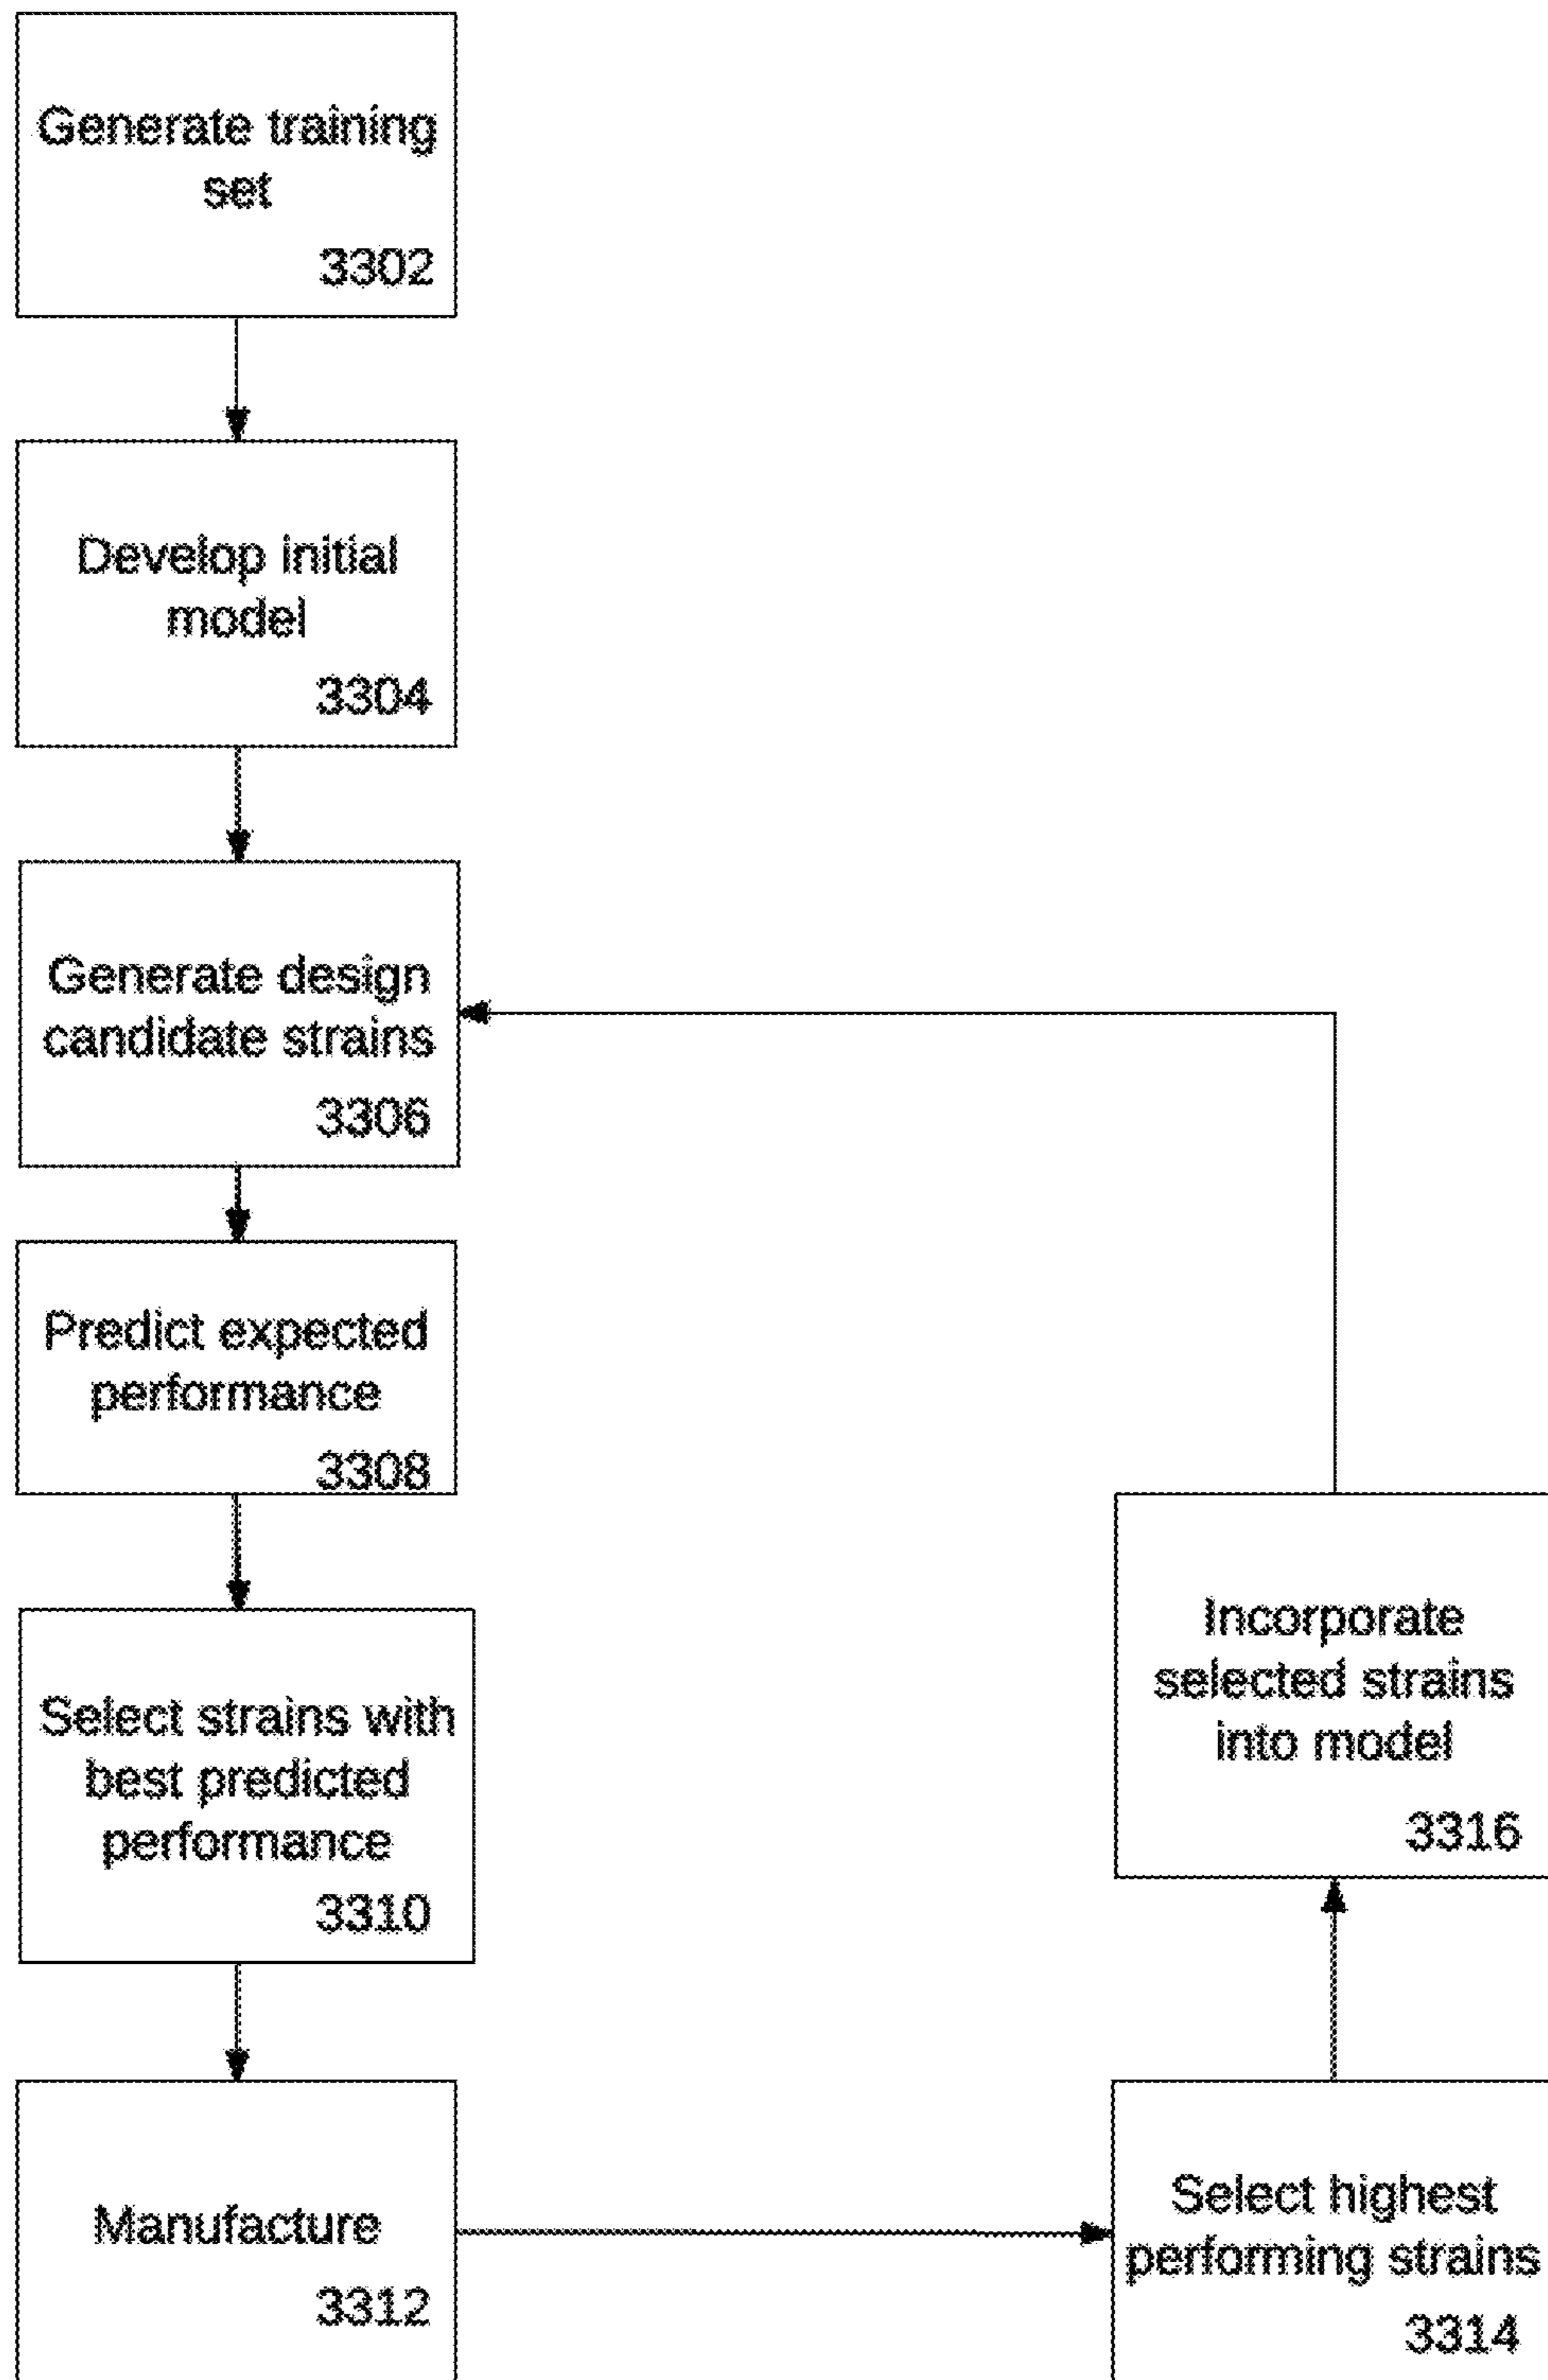 Generate training
set
3302
Develop initial
model
3304
Generate design
candidate strains
3306
Predict expected
performance
3308
Select strains with
best predicted
performance
3310
Manufacture
3312
Select highest
performing strains
3314
Incorporate
selected strains
into model
3316